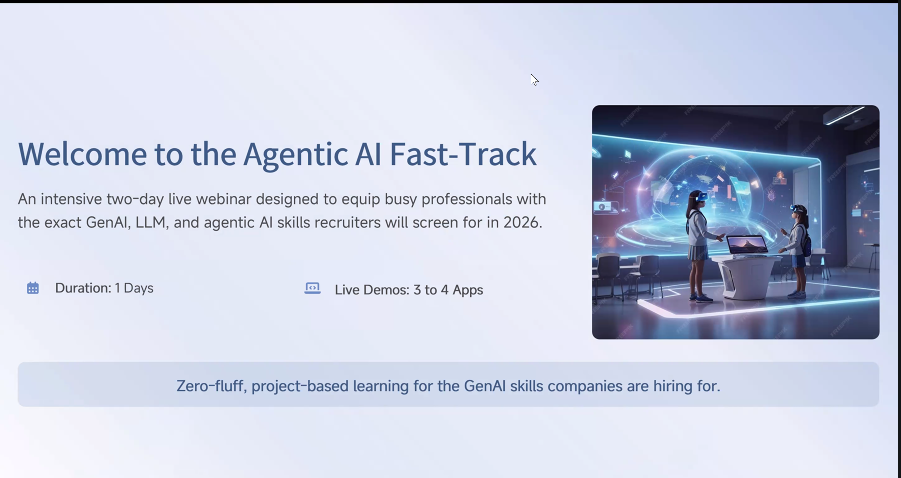 Welcome to the Agentic AI Fast-Track
An intensive two-day live webinar designed to equip busy professionals with
the exact GenAI, LLM, and agentic AI skills recruiters will screen for in 2026.
Duration: 1 Days
Live Demos: 3 to 4 Apps
Zero-fluff, project-based learning for the GenAI skills companies are hiring for.